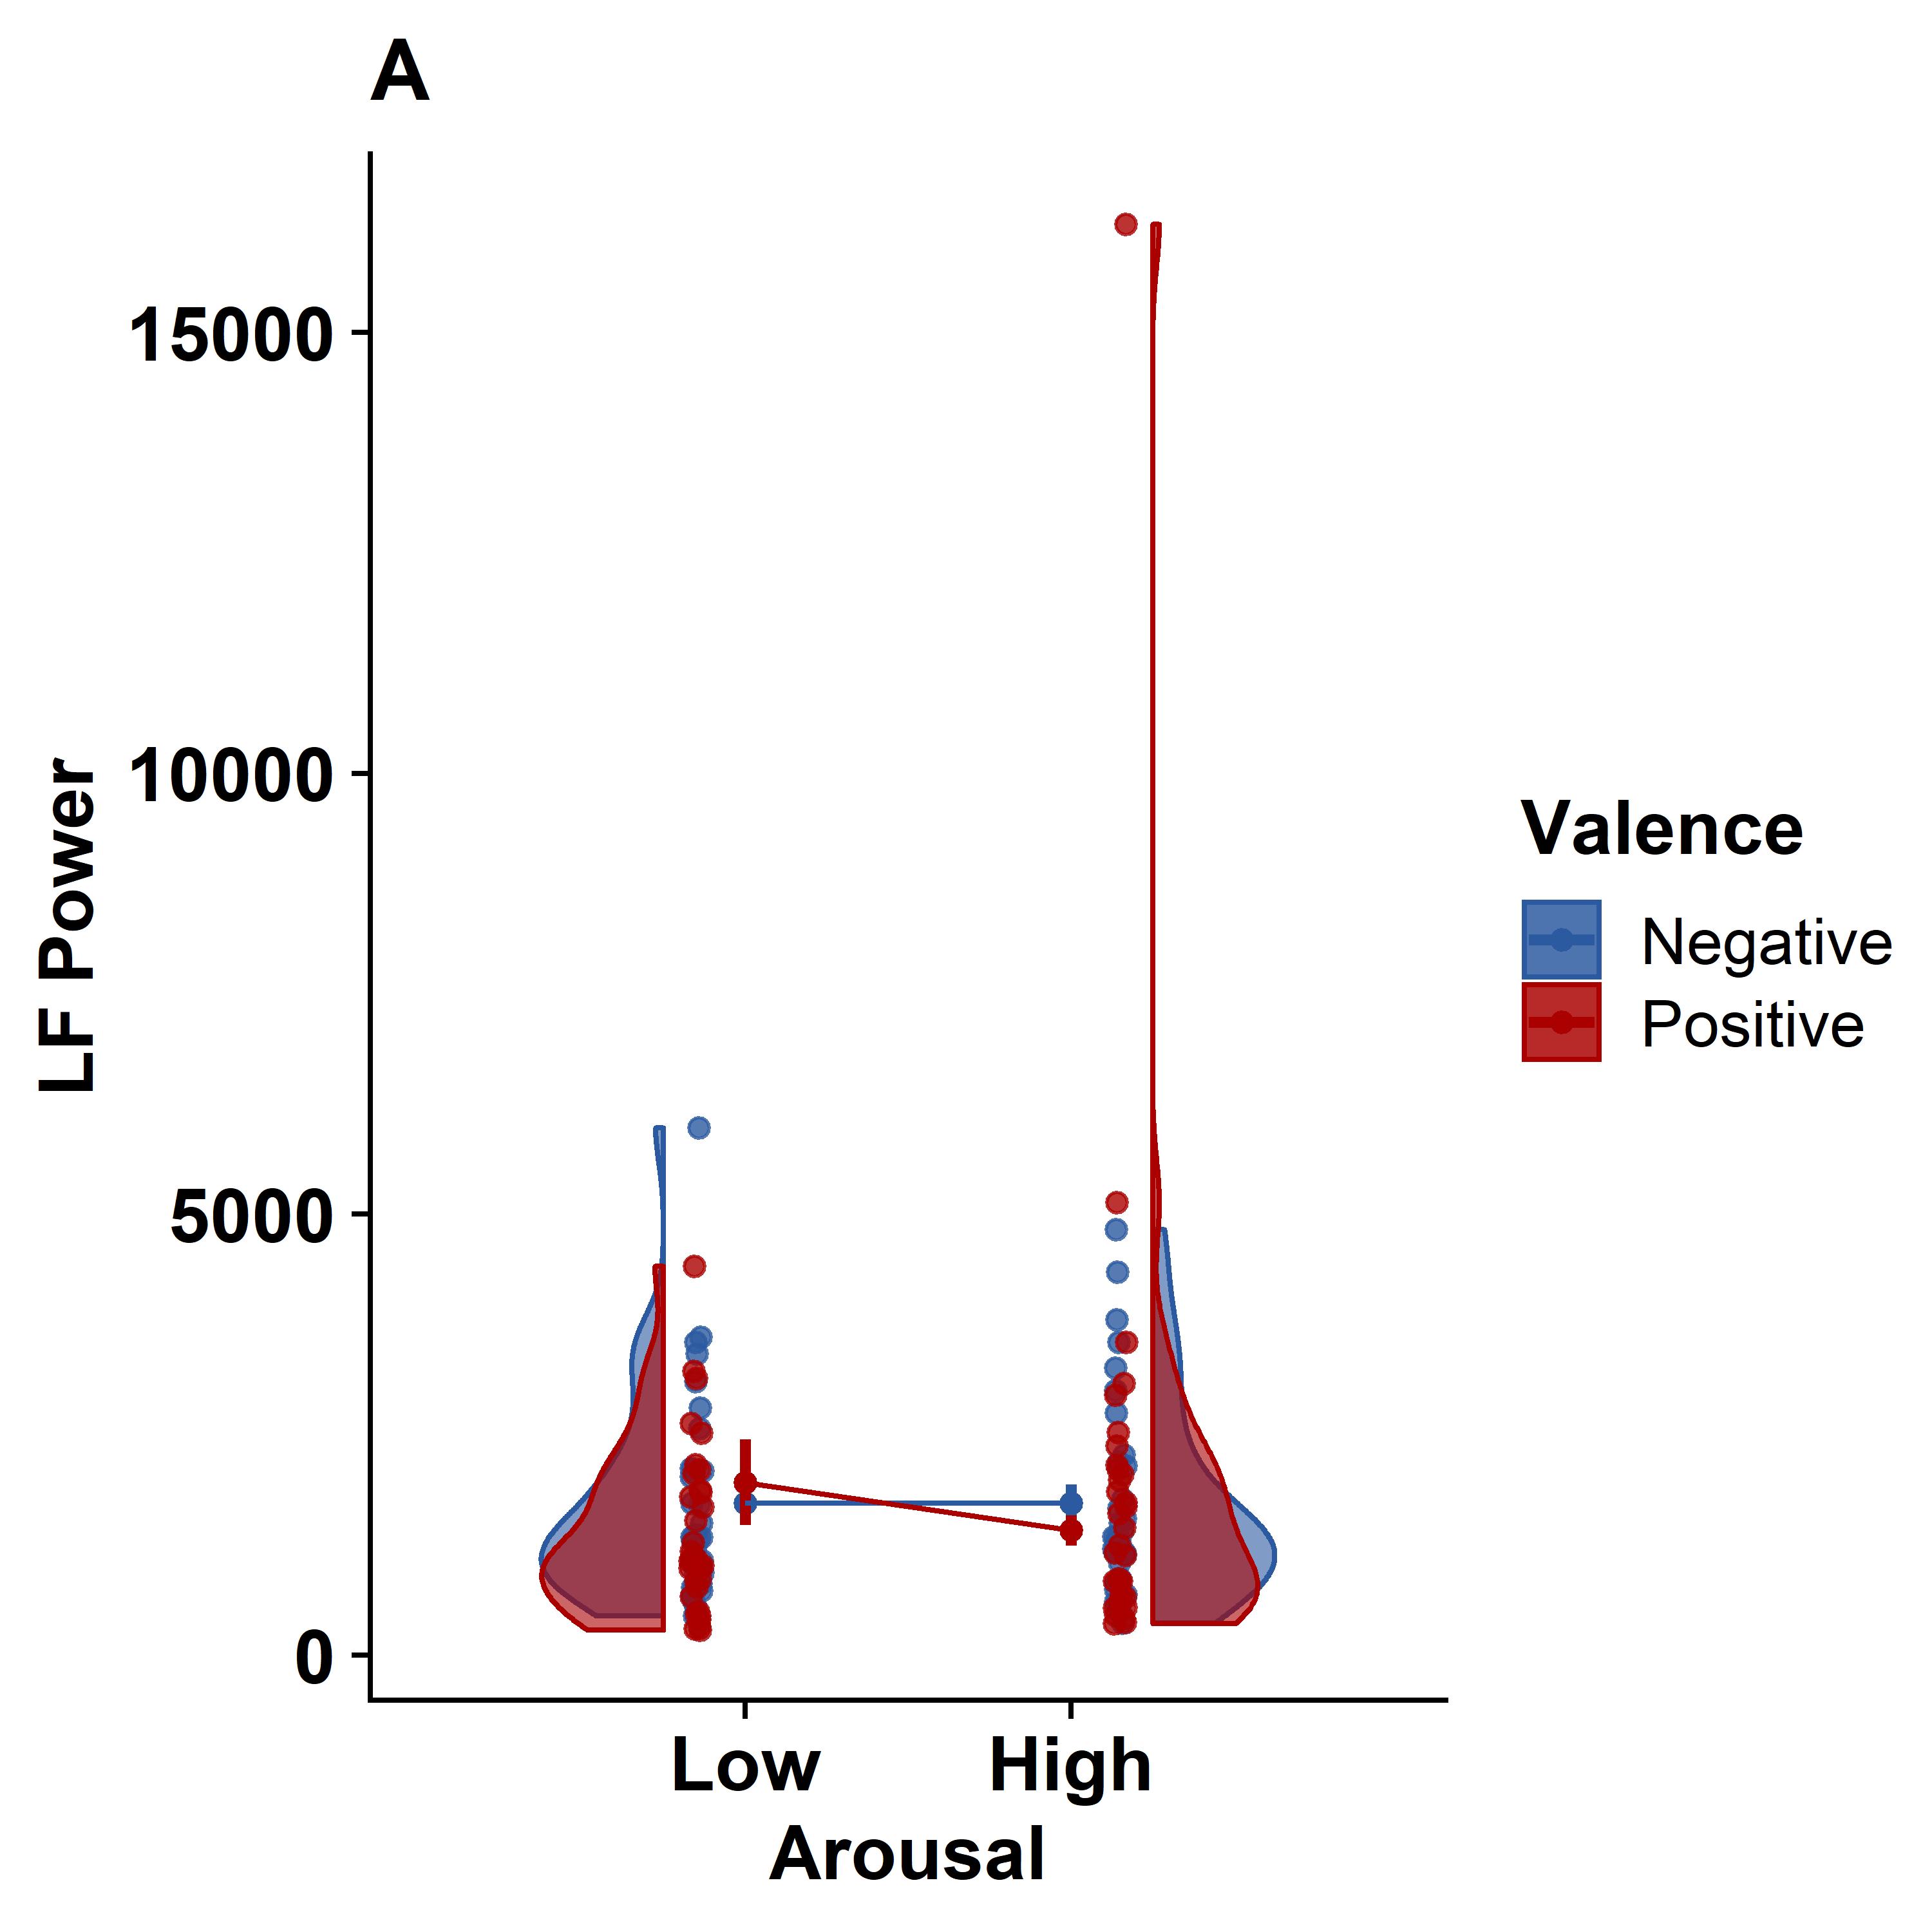 A
15000
10000
5000
0
LF Power
Low High
Arousal
Valence
Negative
Positive